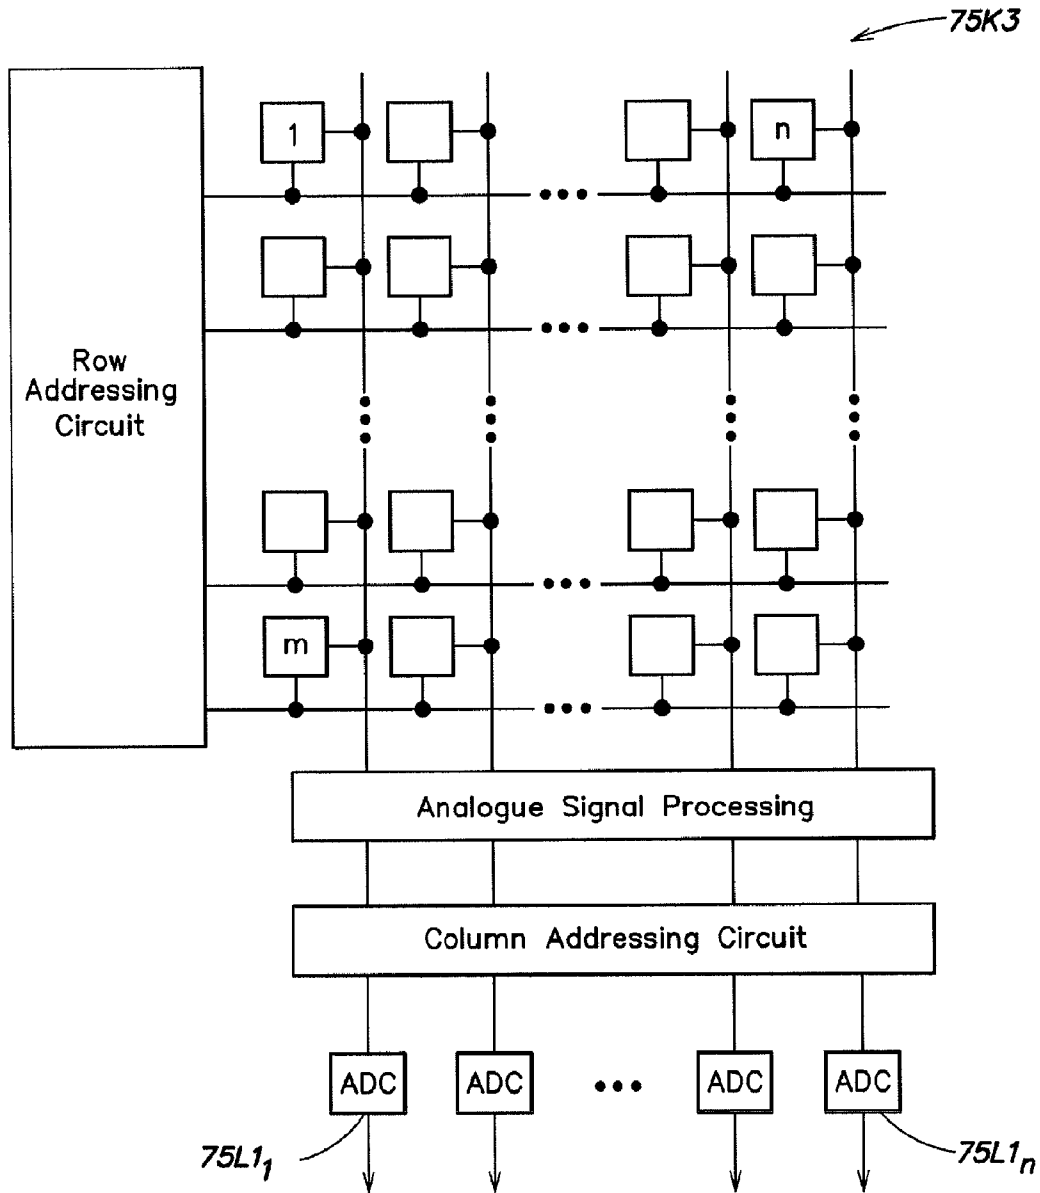 75K3
1
n
Row
Addressing
Circuit
m
Analogue Signal Processing
Column Addressing Circuit
ADC ADC ADC ADC
75L1₁ 75L1ₙ